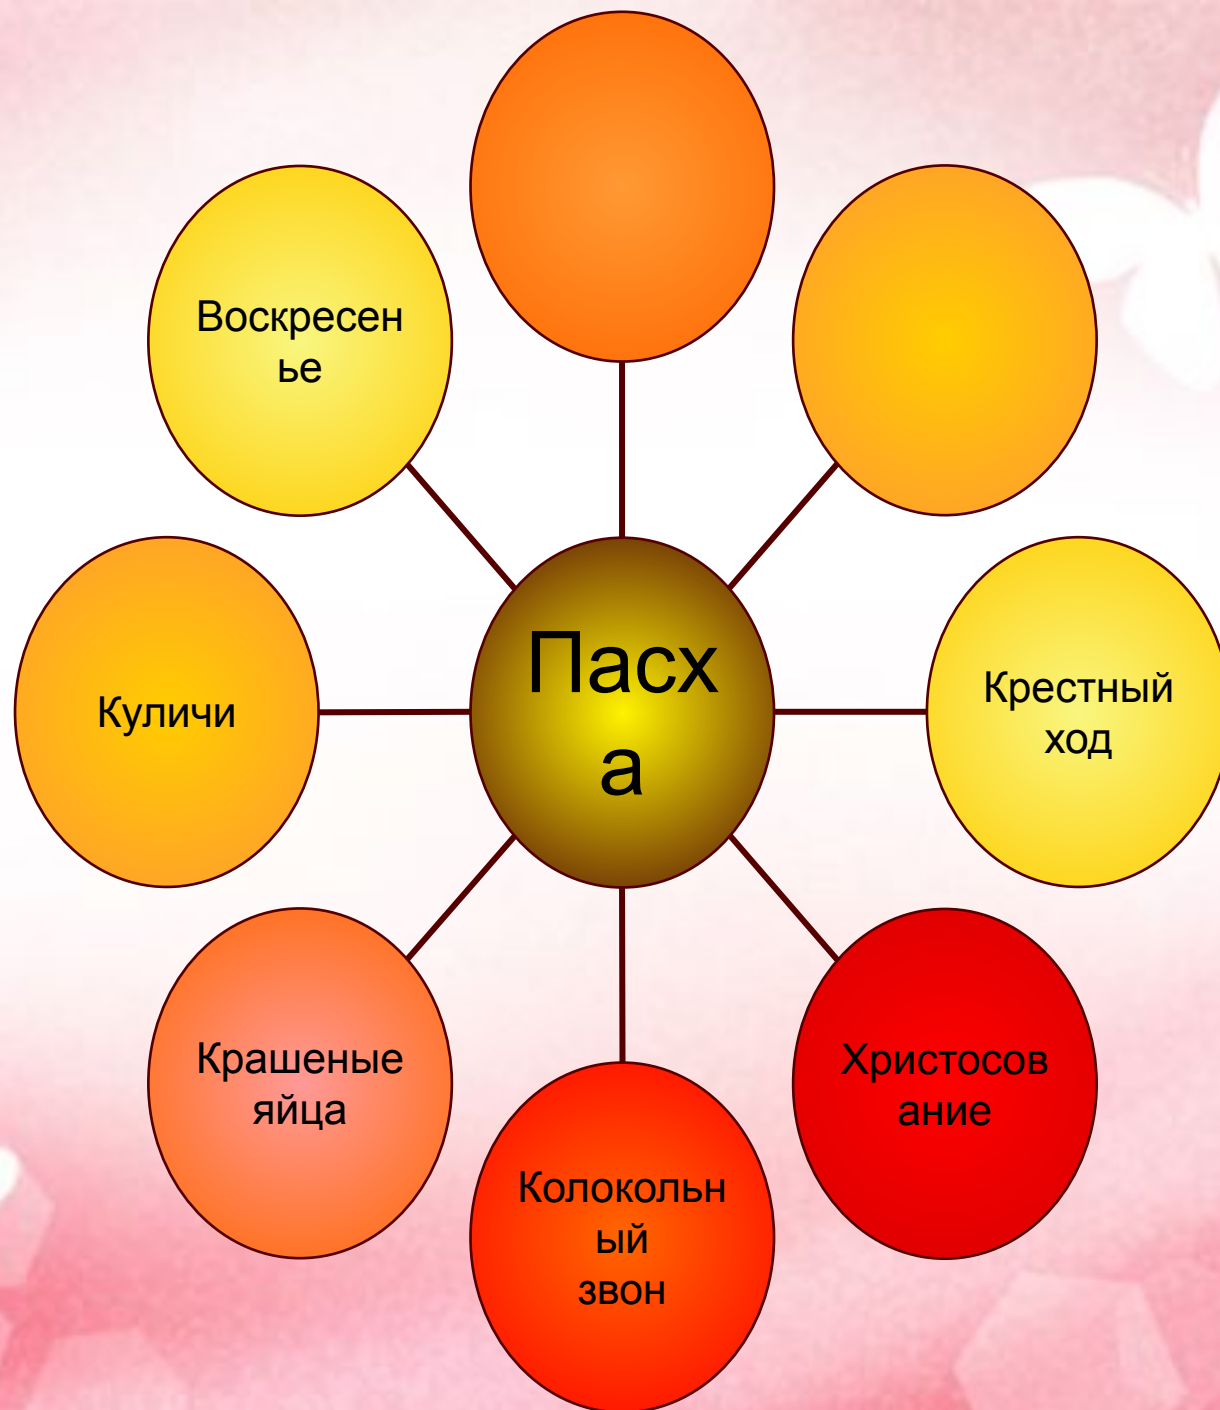 Воскресен
ье
Пасх
а
Крестный
ход
Куличи
Крашеные
яйца
Христосов
ание
Колокольн
ый
звон